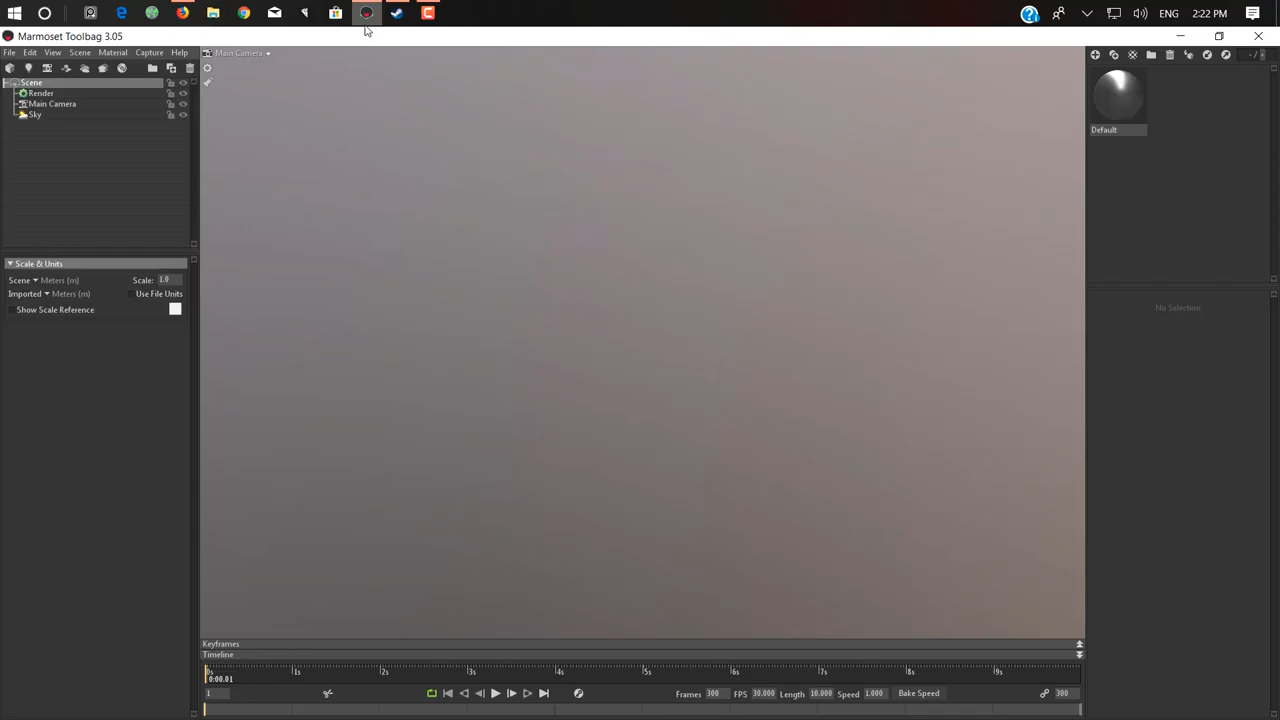 ENG
2:22 PM
Marmoset Toolbag 3.05
File Edit View Scene Material Capture Help
Main Camera
- /
Scene
Render
Main Camera
Sky
Default
Scale & Units
Scene Meters (m) Scale: 1.0
Imported Meters (m) Use File Units
Show Scale Reference
No Selection
Keyframes
Timeline
0s 1s 2s 3s 4s 5s 6s 7s 8s 9s
0:00.01
1
Frames 300 FPS 30.000 Length 10.000 Speed 1.000 Bake Speed 300